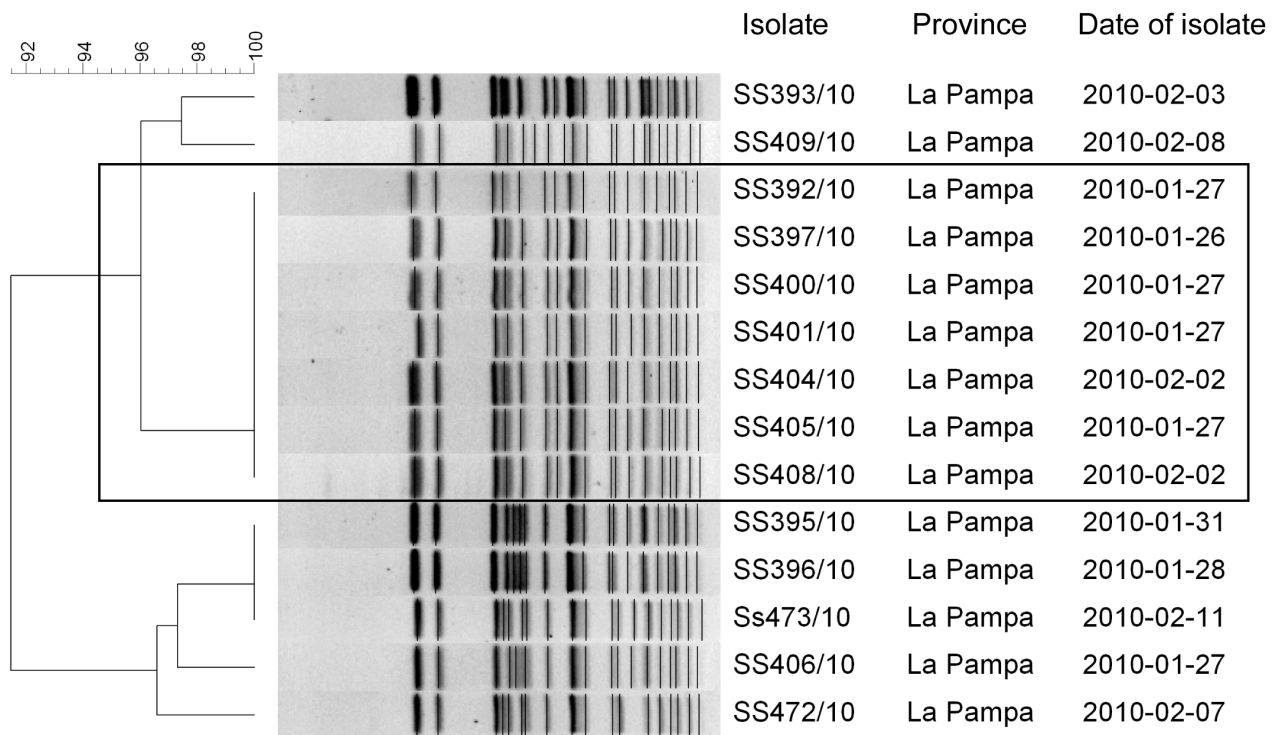 Isolate Province Date of isolate
92 94 96 98 100
SS393/10 La Pampa 2010-02-03
SS409/10 La Pampa 2010-02-08
SS392/10 La Pampa 2010-01-27
SS397/10 La Pampa 2010-01-26
SS400/10 La Pampa 2010-01-27
SS401/10 La Pampa 2010-01-27
SS404/10 La Pampa 2010-02-02
SS405/10 La Pampa 2010-01-27
SS408/10 La Pampa 2010-02-02
SS395/10 La Pampa 2010-01-31
SS396/10 La Pampa 2010-01-28
Ss473/10 La Pampa 2010-02-11
SS406/10 La Pampa 2010-01-27
SS472/10 La Pampa 2010-02-07